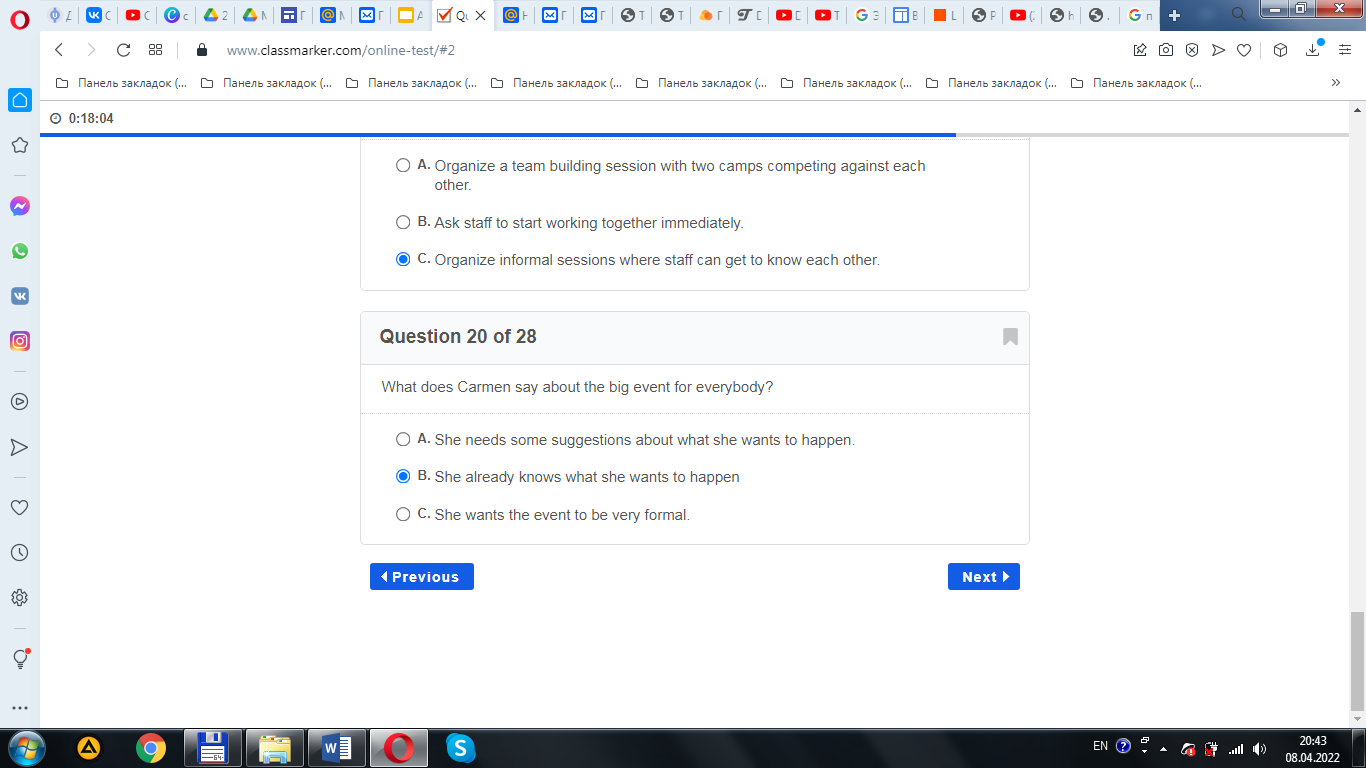 www.classmarker.com/online-test/#2
Панель закладок (... Панель закладок (... Панель закладок (... Панель закладок (... Панель закладок (... Панель закладок (... Панель закладок (... Панель закладок (...
0:18:04
A. Organize a team building session with two camps competing against each
other.
B. Ask staff to start working together immediately.
C. Organize informal sessions where staff can get to know each other.
Question 20 of 28
What does Carmen say about the big event for everybody?
A. She needs some suggestions about what she wants to happen.
B. She already knows what she wants to happen
C. She wants the event to be very formal.
Previous
Next
EN
20:43
08.04.2022